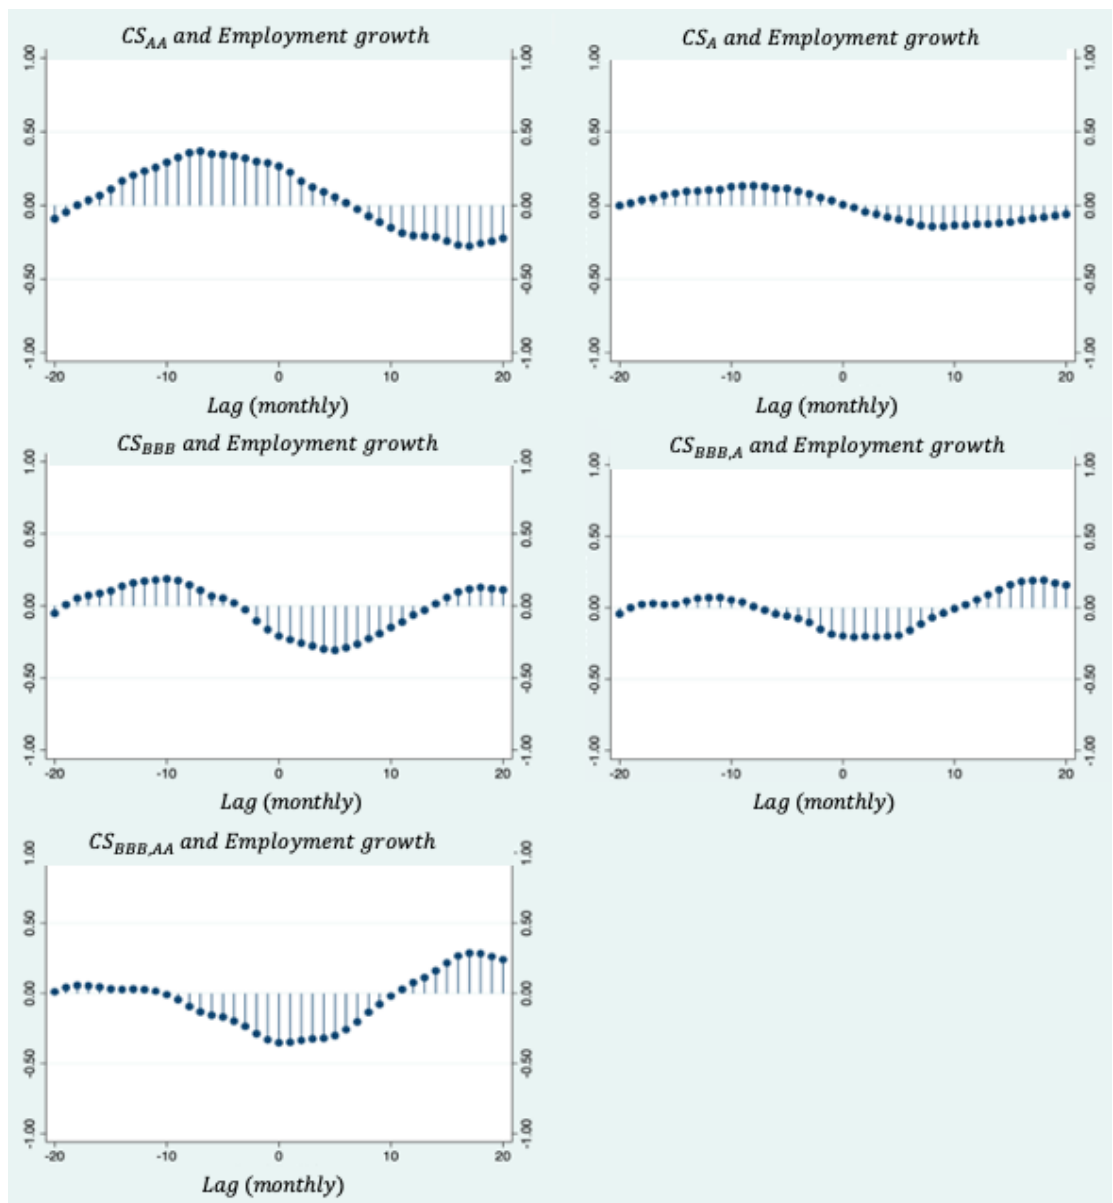 CS_AA and Employment growth
1.00 0.50 0.00 -0.50 -1.00
1.00 0.50 0.00 -0.50 -1.00
-20 -10 0 10 20
Lag (monthly)
CS_A and Employment growth
1.00 0.50 0.00 -0.50 -1.00
1.00 0.50 0.00 -0.50 -1.00
-20 -10 0 10 20
Lag (monthly)
CS_BBB and Employment growth
1.00 0.50 0.00 -0.50 -1.00
1.00 0.50 0.00 -0.50 -1.00
-20 -10 0 10 20
Lag (monthly)
CS_BBB,A and Employment growth
1.00 0.50 0.00 -0.50 -1.00
1.00 0.50 0.00 -0.50 -1.00
-20 -10 0 10 20
Lag (monthly)
CS_BBB,AA and Employment growth
1.00 0.50 0.00 -0.50 -1.00
1.00 0.50 0.00 -0.50 -1.00
-20 -10 0 10 20
Lag (monthly)